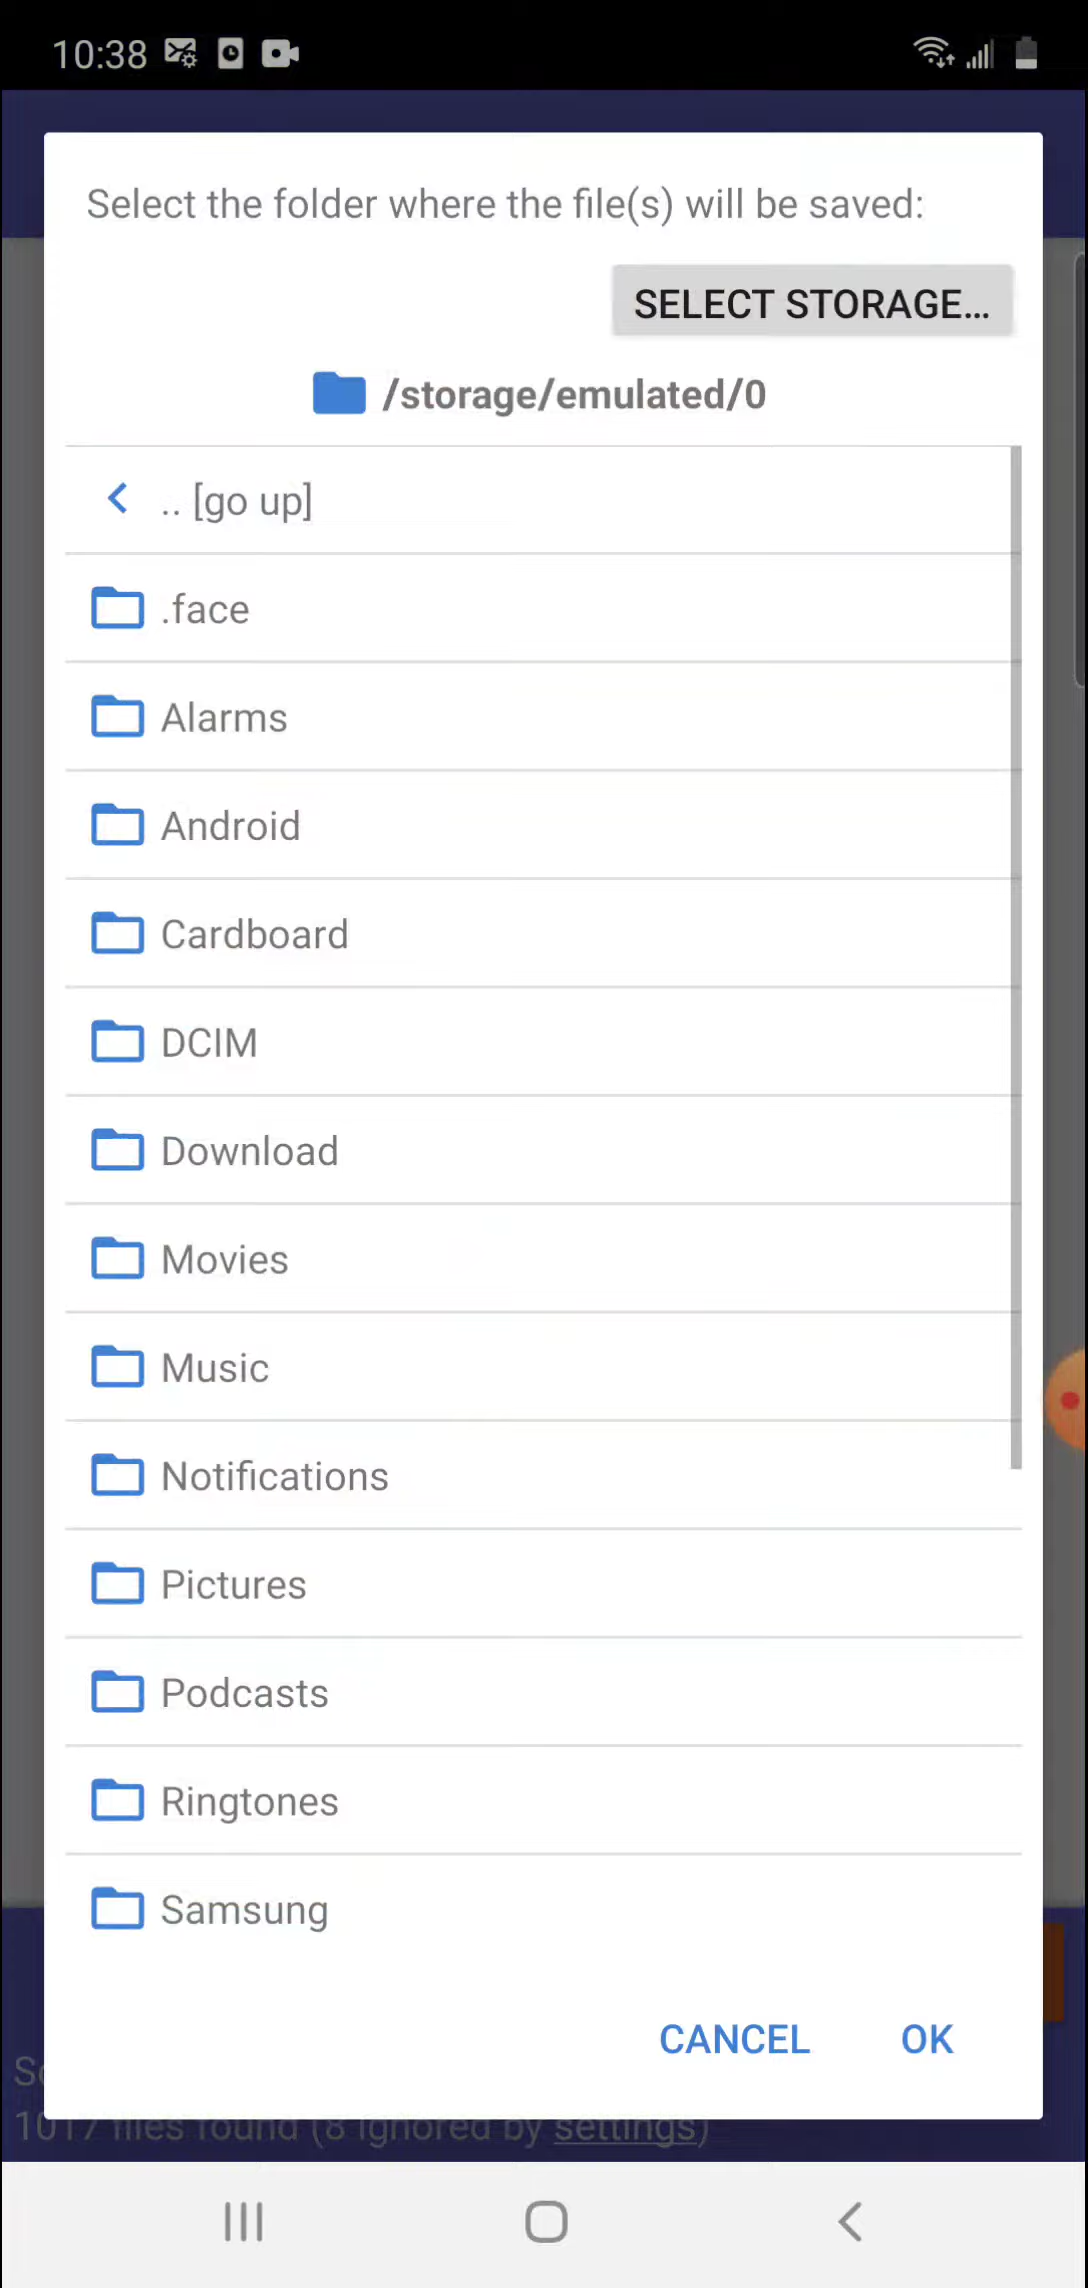 10:38
Select the folder where the file(s) will be saved:
SELECT STORAGE...
/storage/emulated/0
.. [go up]
.face
Alarms
Android
Cardboard
DCIM
Download
Movies
Music
Notifications
Pictures
Podcasts
Ringtones
Samsung
CANCEL OK
1017 files found (8 ignored by settings)